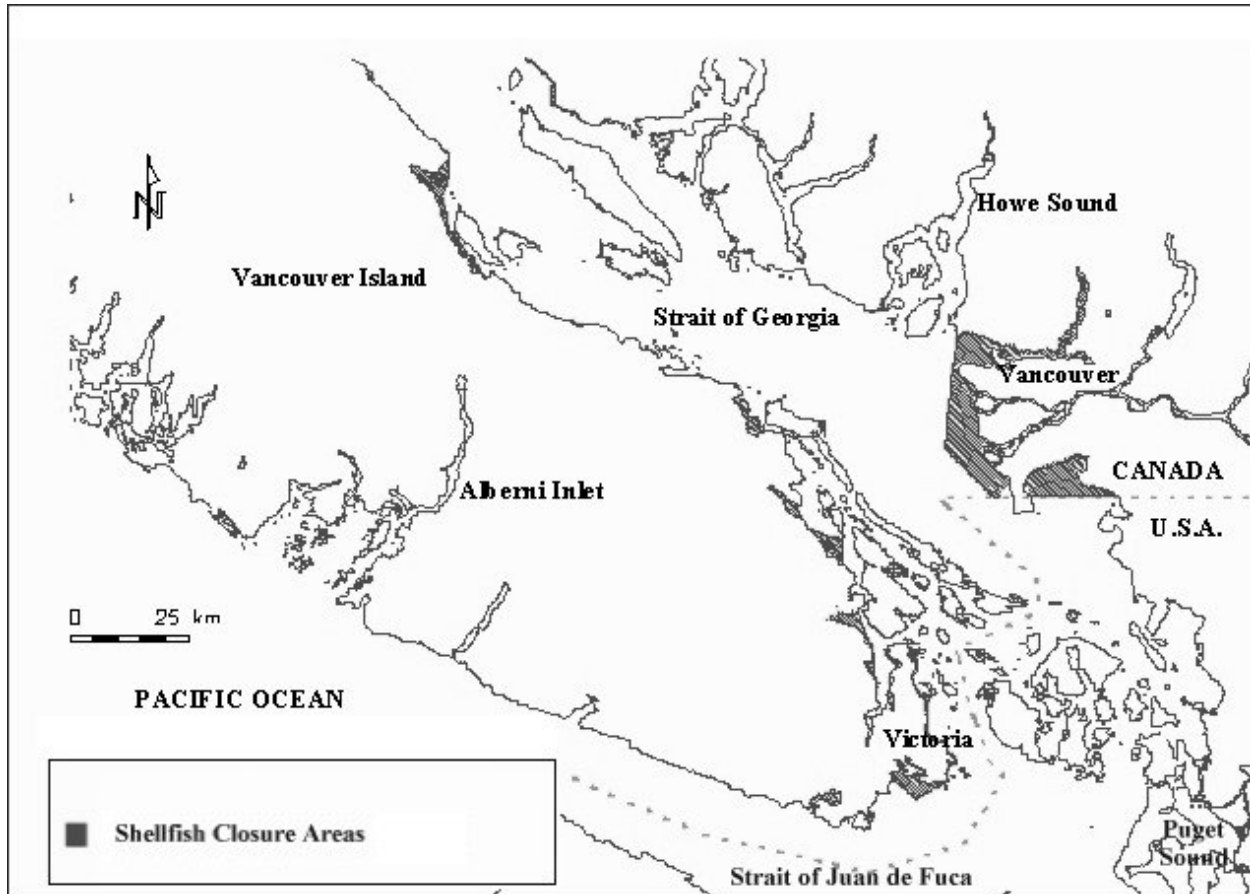 N
Howe Sound
Vancouver Island
Strait of Georgia
Vancouver
CANADA
Alberni Inlet
U.S.A.
0 25 km
PACIFIC OCEAN
Victoria
Shellfish Closure Areas
Puget
Sound
Strait of Juan de Fuca